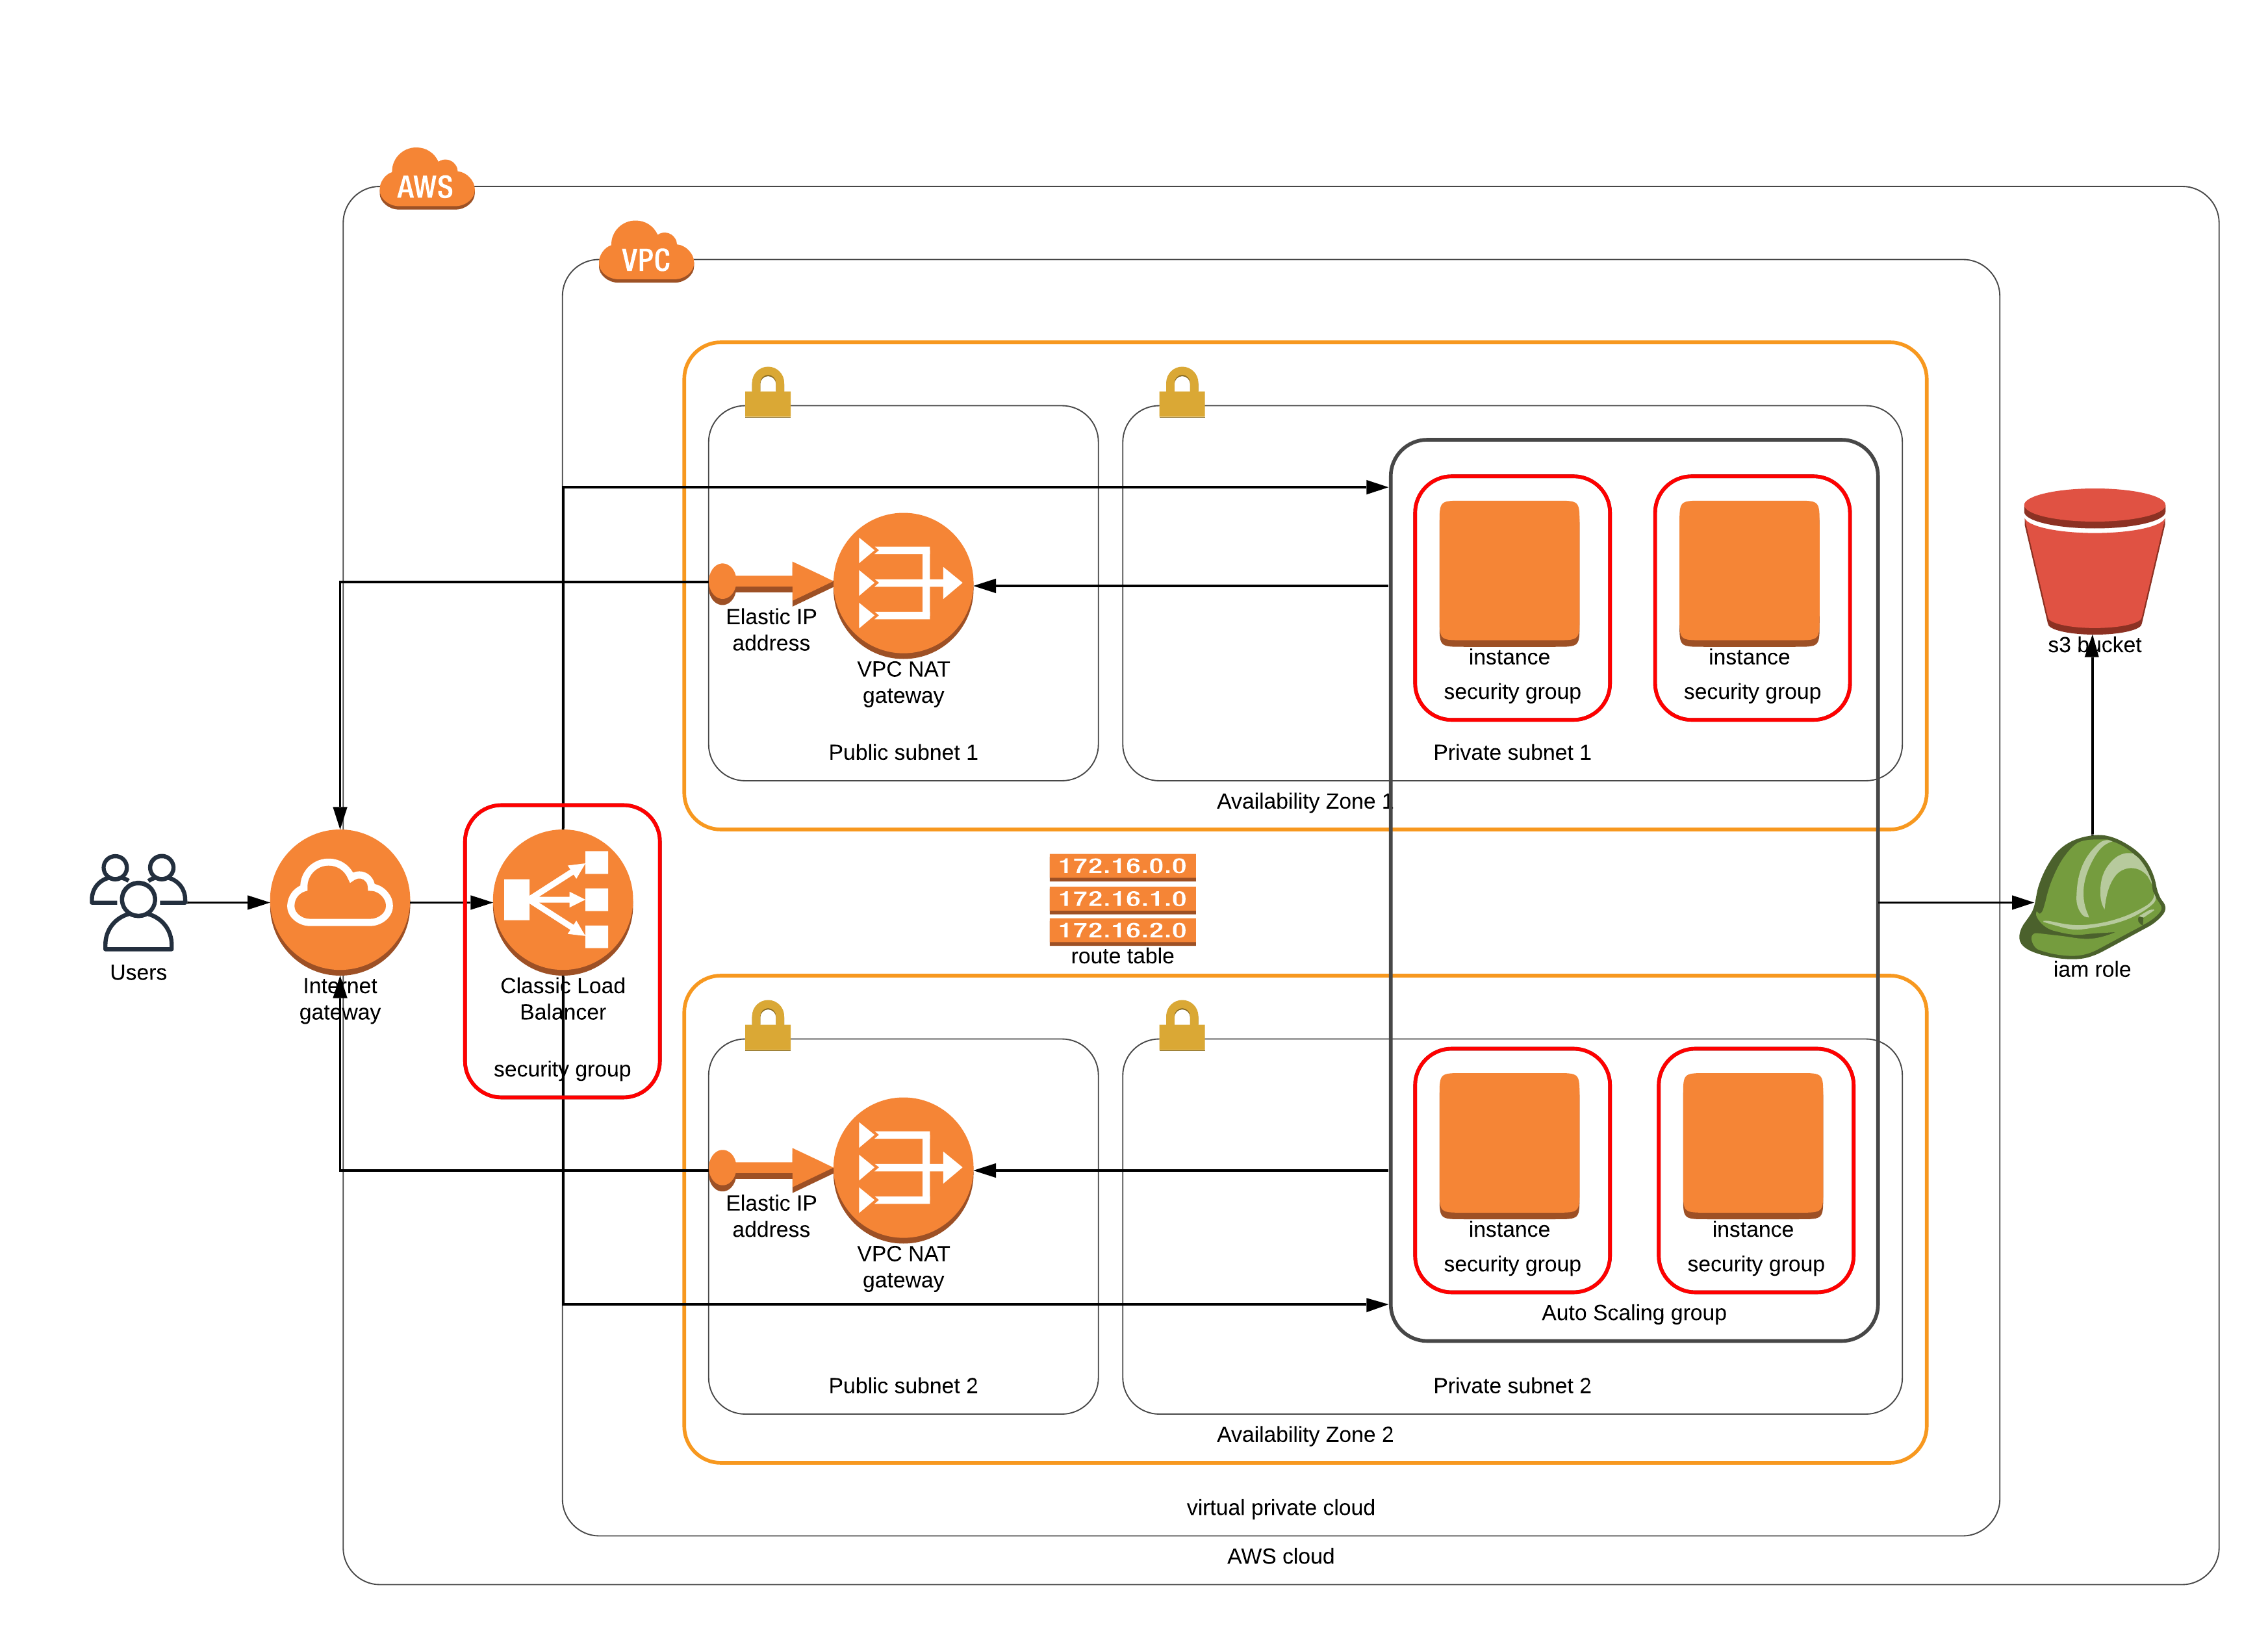 AWS
VPC
Elastic IP
address
VPC NAT
gateway
Public subnet 1
instance
security group
instance
security group
Private subnet 1
Availability Zone 1
s3 bucket
172.16.0.0
172.16.1.0
172.16.2.0
route table
Users
Internet
gateway
Classic Load
Balancer
security group
iam role
Elastic IP
address
VPC NAT
gateway
Public subnet 2
instance
security group
instance
security group
Auto Scaling group
Private subnet 2
Availability Zone 2
virtual private cloud
AWS cloud